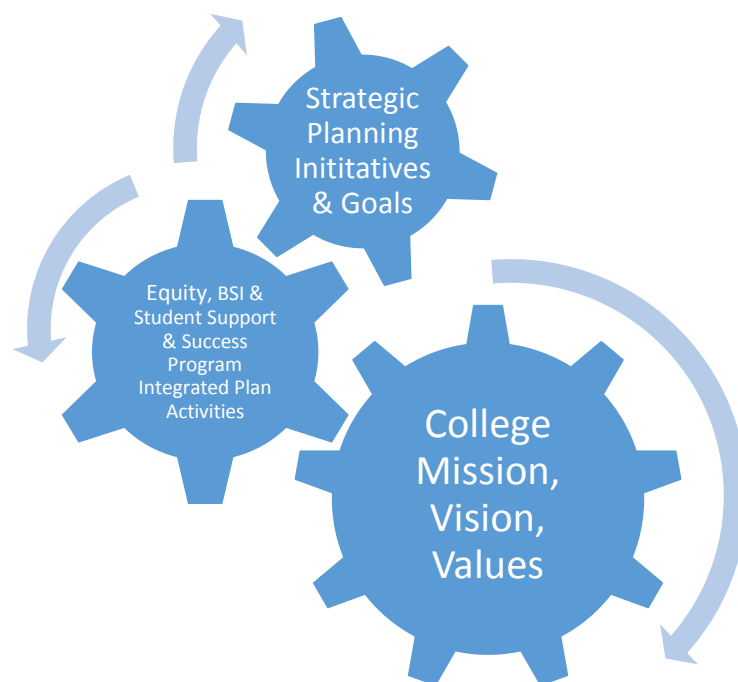 Strategic
Planning
Inititatives
& Goals
Equity, BSI &
Student Support
& Success
Program
Integrated Plan
Activities
College
Mission,
Vision,
Values